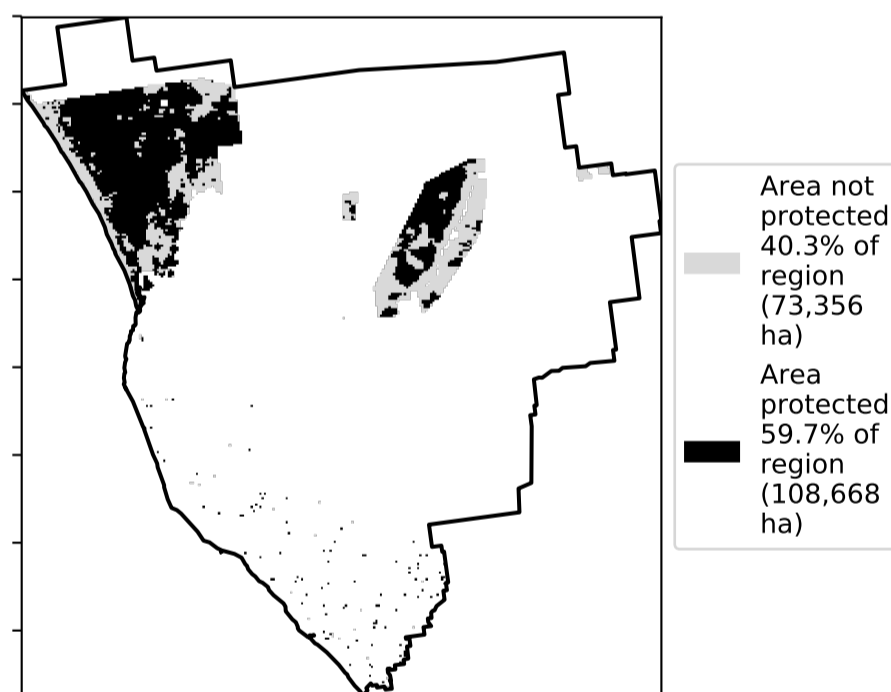 Area not
protected
40.3% of
region
(73,356
ha)
Area
protected
59.7% of
region
(108,668
ha)